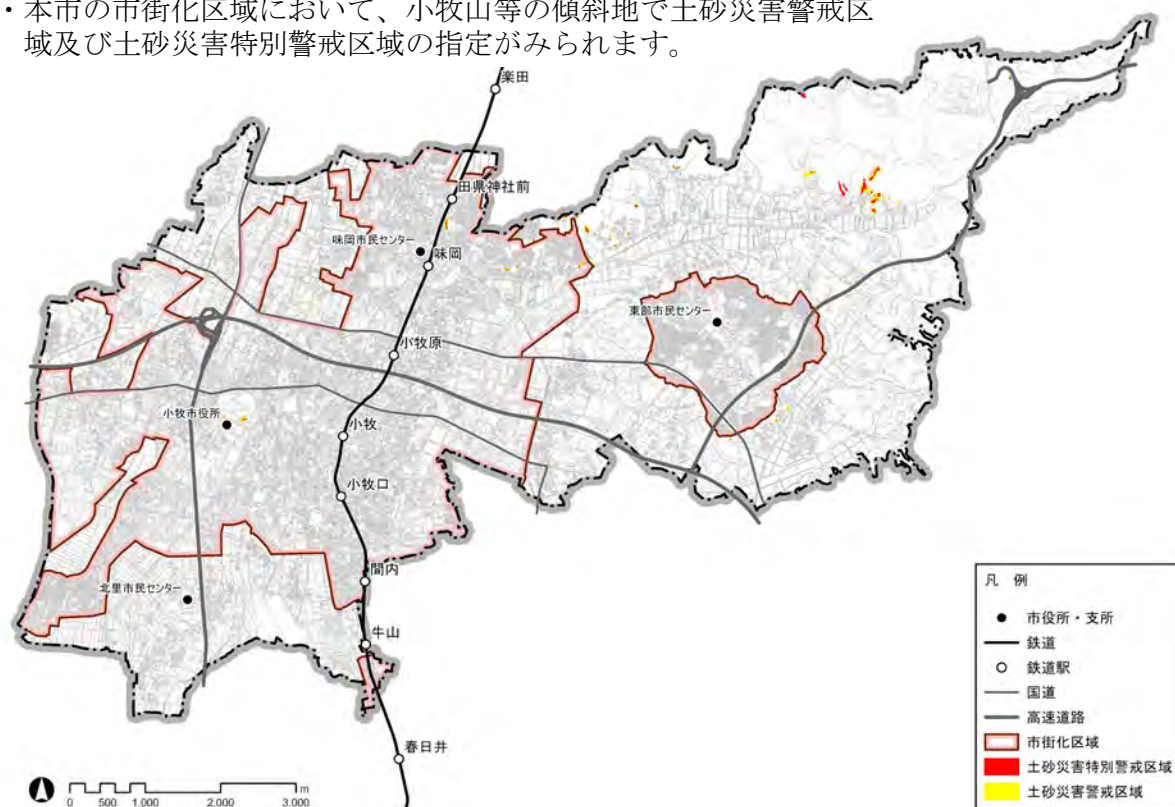 ・本市の市街化区域において、小牧山等の傾斜地で土砂災害警戒区
域及び土砂災害特別警戒区域の指定がみられます。
楽田
田県神社前
味岡市民センター
味岡
東部市民センター
小牧原
小牧市役所
小牧
小牧口
間内
北里市民センター
牛山
春日井
凡 例
市役所・支所
鉄道
鉄道駅
国道
高速道路
市街化区域
土砂災害特別警戒区域
土砂災害警戒区域
m
0 500 1,000 2,000 3,000